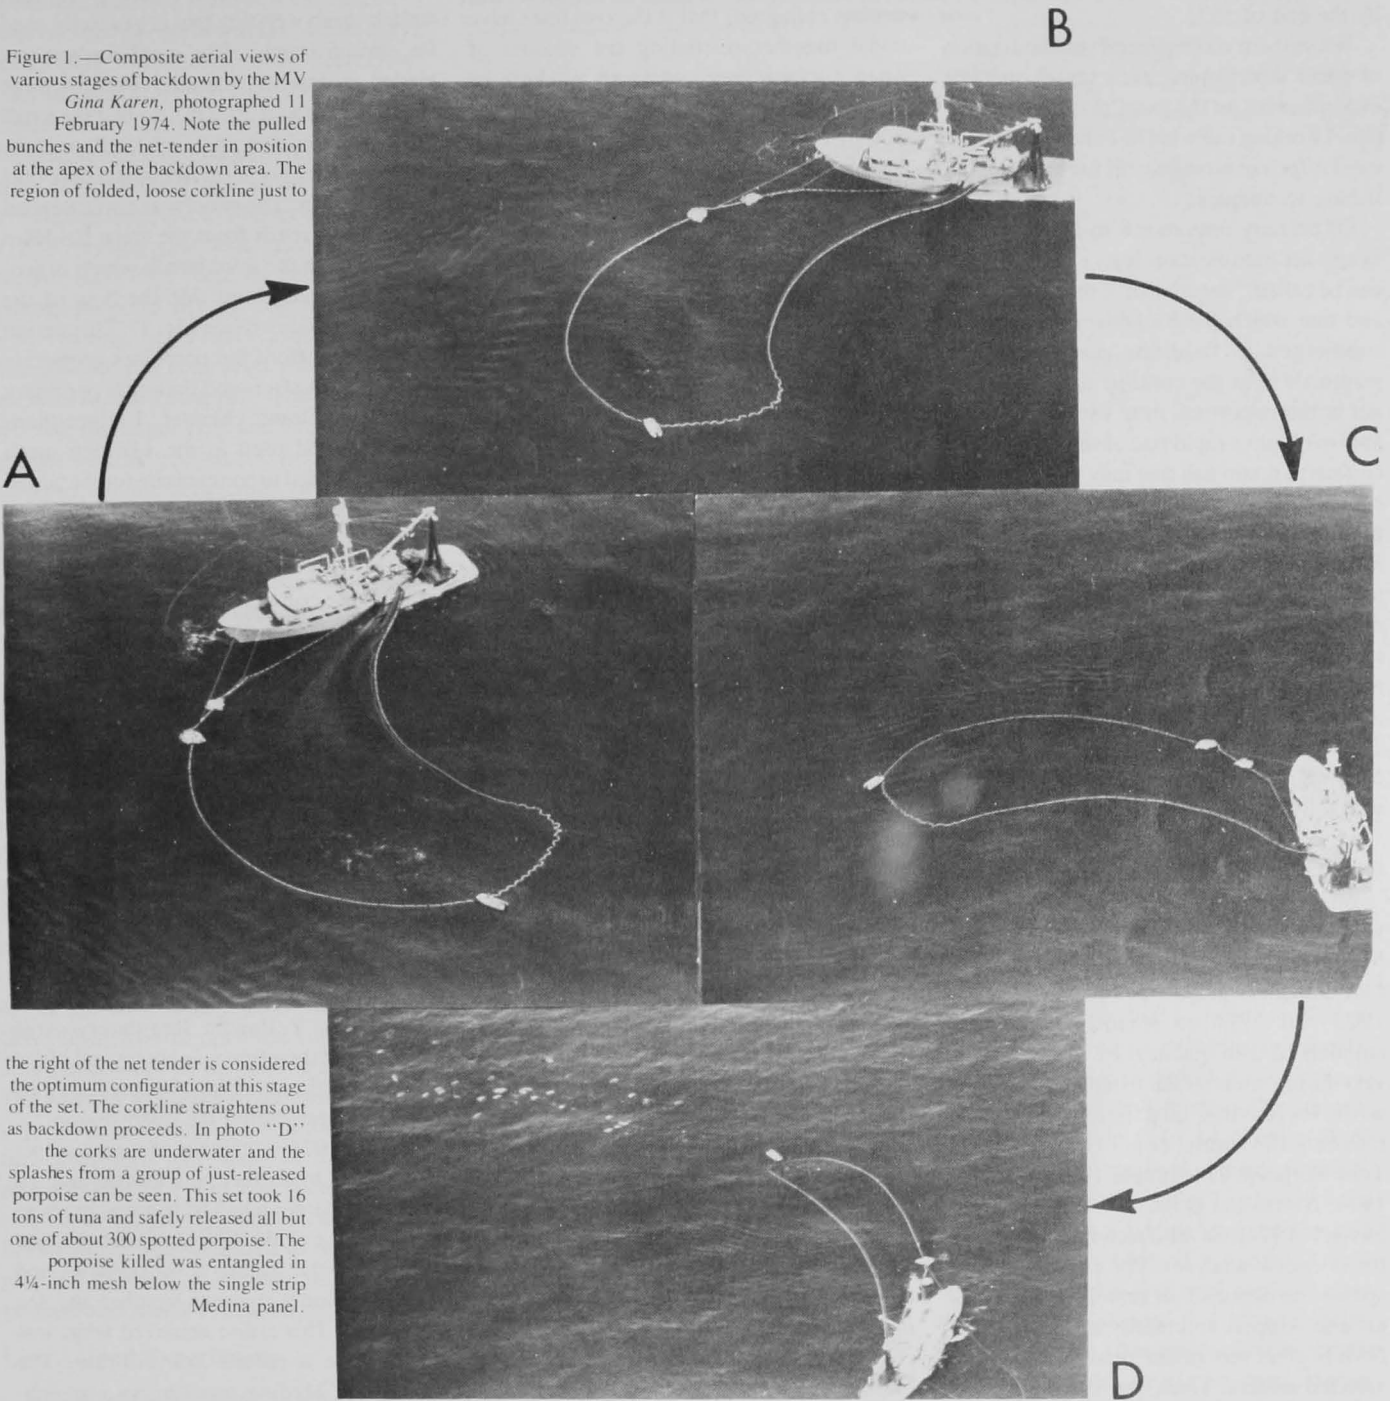 Figure 1.—Composite aerial views of
various stages of backdown by the MV
Gina Karen, photographed 11
February 1974. Note the pulled
bunches and the net-tender in position
at the apex of the backdown area. The
region of folded, loose corkline just to
B
A
C
the right of the net tender is considered
the optimum configuration at this stage
of the set. The corkline straightens out
as backdown proceeds. In photo “D”
the corks are underwater and the
splashes from a group of just-released
porpoise can be seen. This set took 16
tons of tuna and safely released all but
one of about 300 spotted porpoise. The
porpoise killed was entangled in
4¼-inch mesh below the single strip
Medina panel.
D